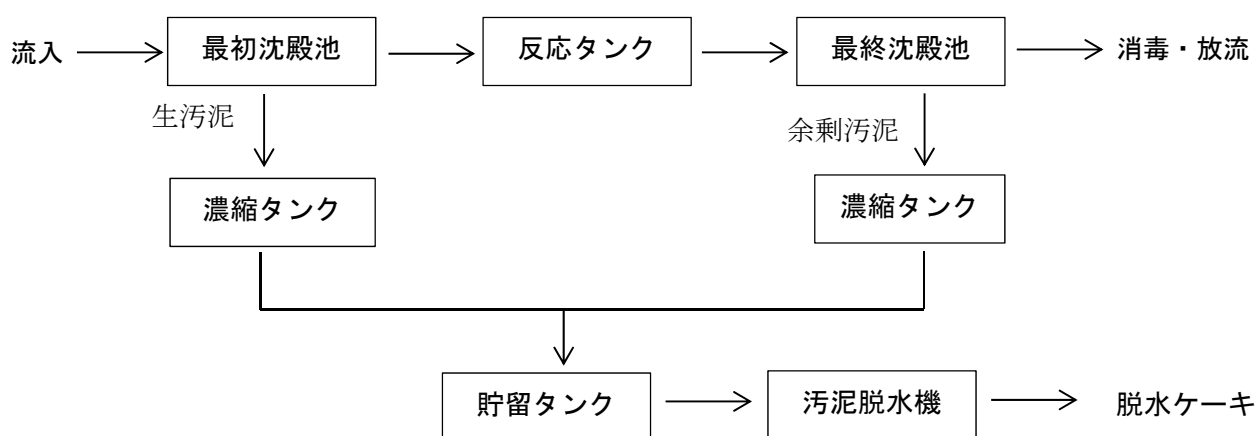 流入
最初沈殿池
反応タンク
最終沈殿池
消毒・放流
生汚泥
余剰汚泥
濃縮タンク
濃縮タンク
貯留タンク
汚泥脱水機
脱水ケーキ